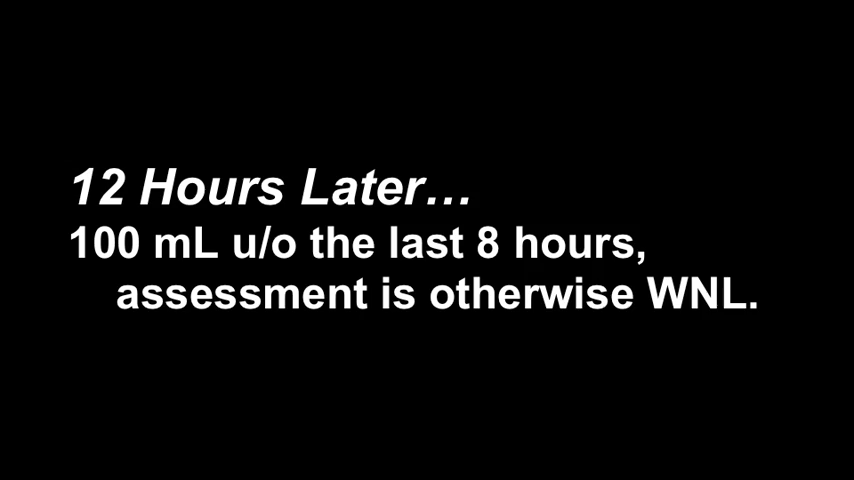 12 Hours Later…
100 mL u/o the last 8 hours,
assessment is otherwise WNL.